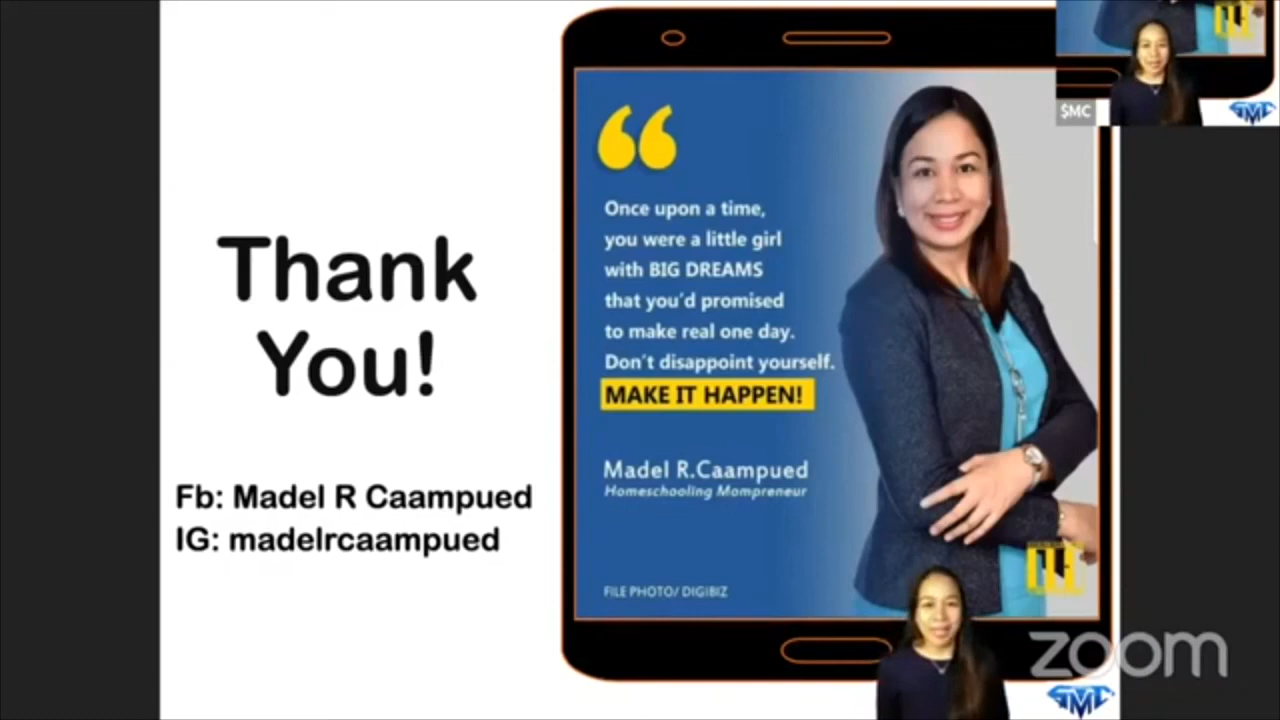 Thank
You!
Fb: Madel R Caampued
IG: madelrcaampued
Once upon a time,
you were a little girl
with BIG DREAMS
that you'd promised
to make real one day.
Don't disappoint yourself.
MAKE IT HAPPEN!
Madel R.Caampued
Homeschooling Mompreneur
FILE PHOTO/ DIGIBIZ
$MC
zoom